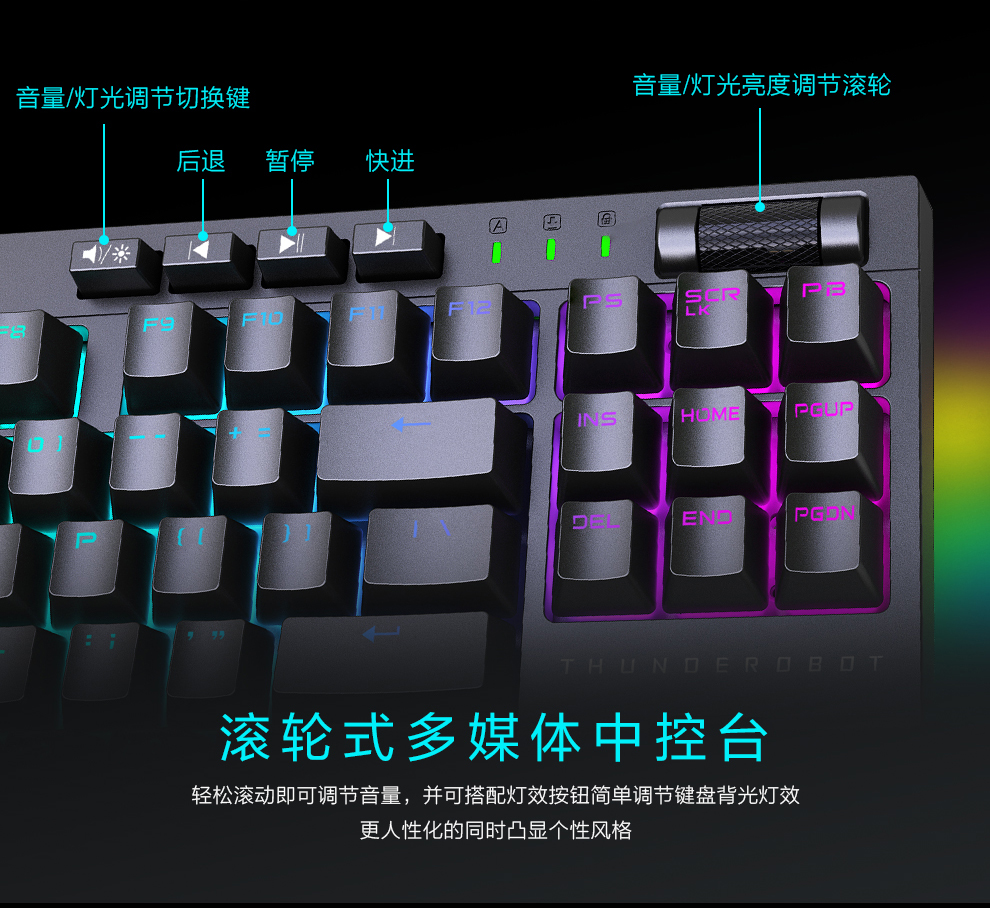 音量/灯光调节切换键
音量/灯光亮度调节滚轮
后退 暂停 快进
A
F8 F9 F10 F11 F12 PS SCR LK PB
0 ) — - + = ← INS HOME PGUP
P { [ } ] | \ DEL END PGDN
: ; ' "
THUNDEROBOT
滚轮式多媒体中控台
轻松滚动即可调节音量，并可搭配灯效按钮简单调节键盘背光灯效
更人性化的同时凸显个性风格